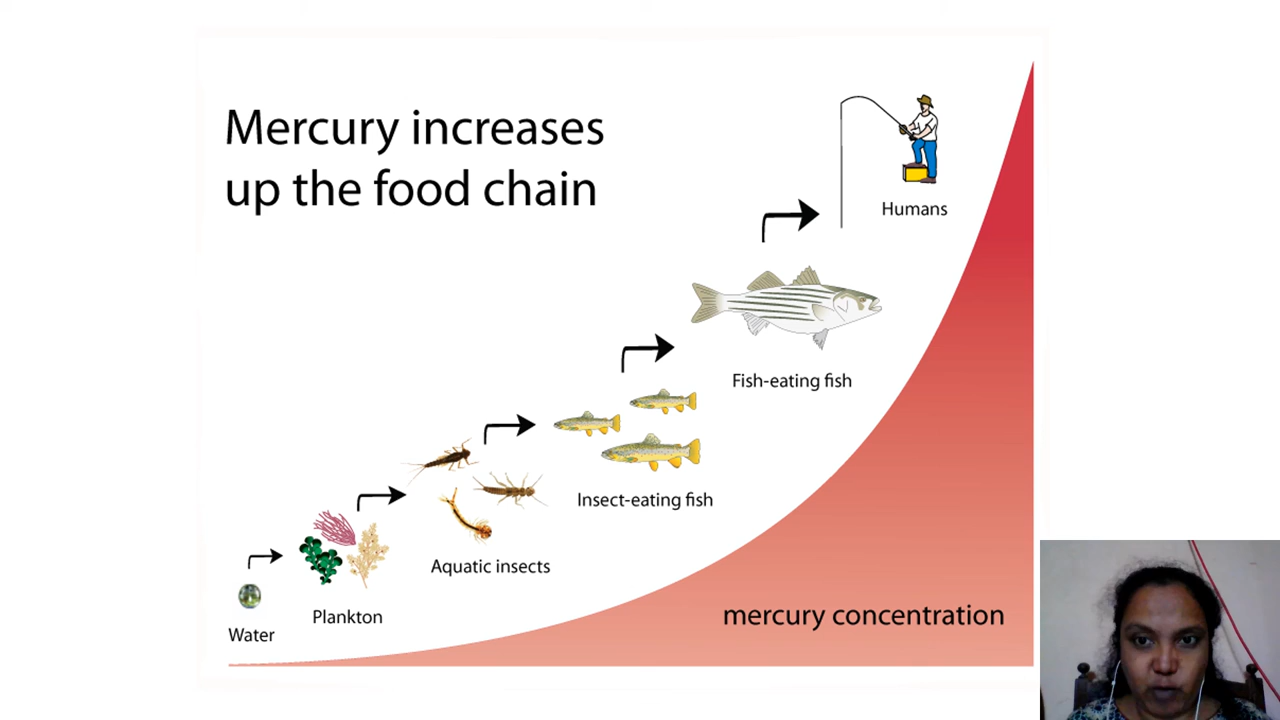 Mercury increases
up the food chain
Humans
Fish-eating fish
Insect-eating fish
Aquatic insects
Plankton
Water
mercury concentration